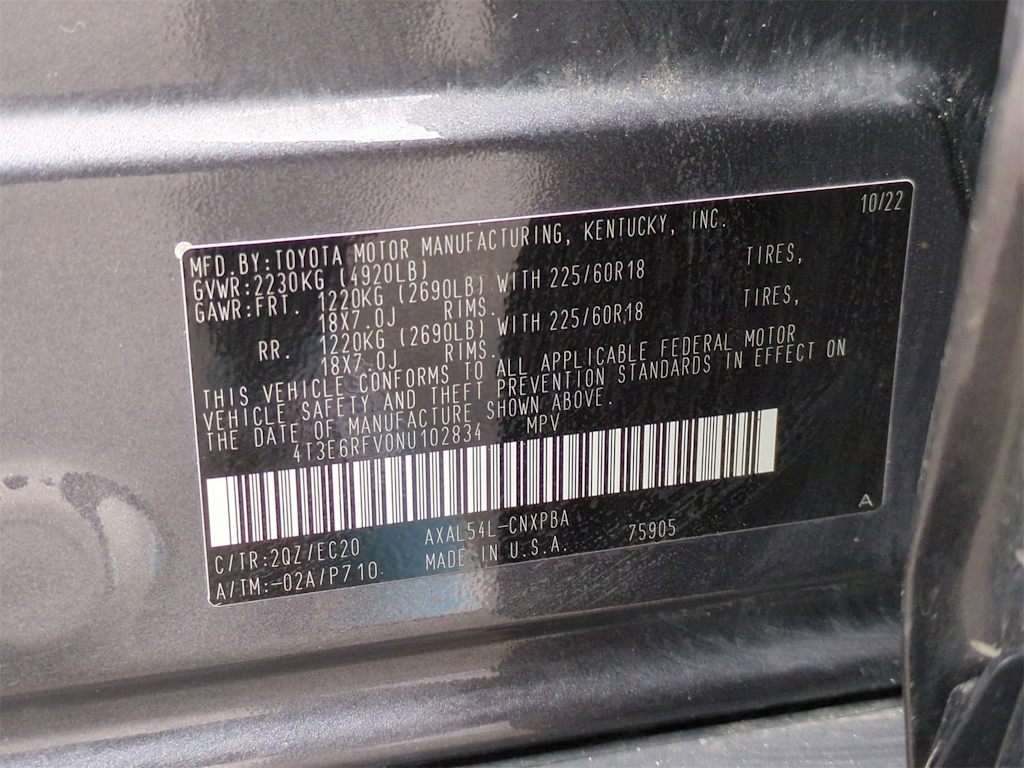 10/22
MFD.BY:TOYOTA MOTOR MANUFACTURING, KENTUCKY, INC.
GVWR:2230KG (4920LB)
GAWR:FRT. 1220KG (2690LB) WITH 225/60R18 TIRES,
18X7.0J RIMS.
RR. 1220KG (2690LB) WITH 225/60R18 TIRES,
18X7.0J RIMS.
THIS VEHICLE CONFORMS TO ALL APPLICABLE FEDERAL MOTOR
VEHICLE SAFETY AND THEFT PREVENTION STANDARDS IN EFFECT ON
THE DATE OF MANUFACTURE SHOWN ABOVE.
4T3E6RFV0NU102834 MPV
A
C/TR:2QZ/EC20 AXAL54L-CNXPBA 75905
A/TM:-02A/P710 MADE IN U.S.A.